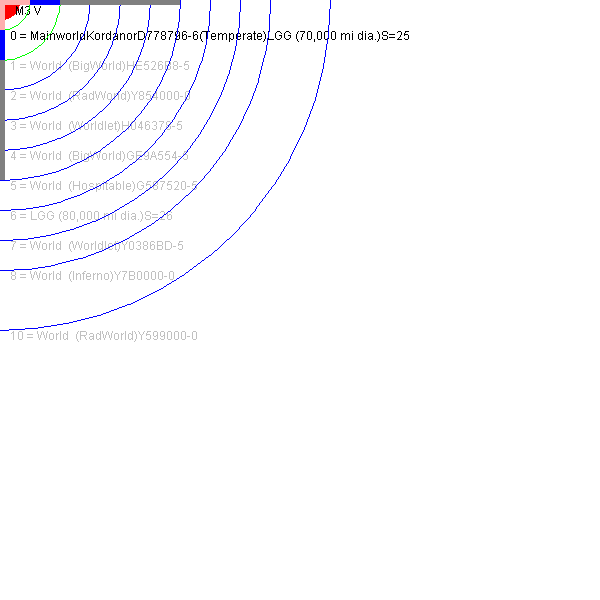 M3 V
0 = MainworldKordanorD778796-6(Temperate)LGG (70,000 mi dia.)S=25
1 = World (BigWorld)HE526B8-5
2 = World (RadWorld)Y854000-0
3 = World (Worldlet)H046378-5
4 = World (BigWorld)GE9A554-5
5 = World (Hospitable)G587520-5
6 = LGG (80,000 mi dia.)S=26
7 = World (Worldlet)Y0386BD-5
8 = World (Inferno)Y7B0000-0
10 = World (RadWorld)Y599000-0